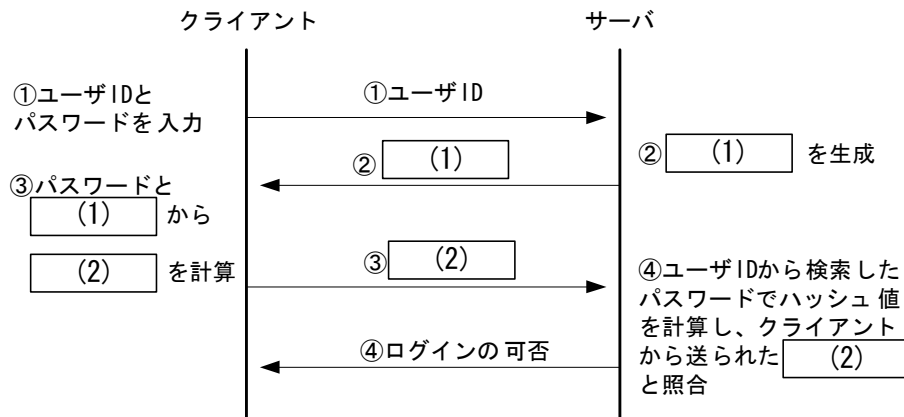 クライアント
サーバ
①ユーザIDと
パスワードを入力
①ユーザID
② (1)
② (1) を生成
③パスワードと
(1) から
(2) を計算
③ (2)
④ユーザIDから検索した
パスワードでハッシュ値
を計算し、クライアント
から送られた (2)
と照合
④ログインの可否